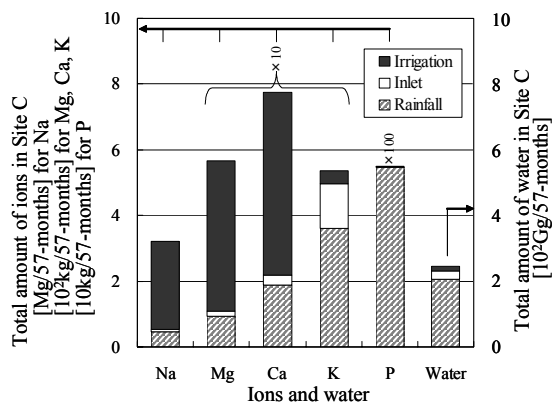 Total amount of ions in Site C
[Mg/57-months] for Na
[10²kg/57-months] for Mg, Ca, K
[10kg/57-months] for P
10
8
6
4
2
0
×10
×100
Irrigation
Inlet
Rainfall
10
8
6
4
2
0
Total amount of water in Site C
[10²Gg/57-months]
Na Mg Ca K P Water
Ions and water